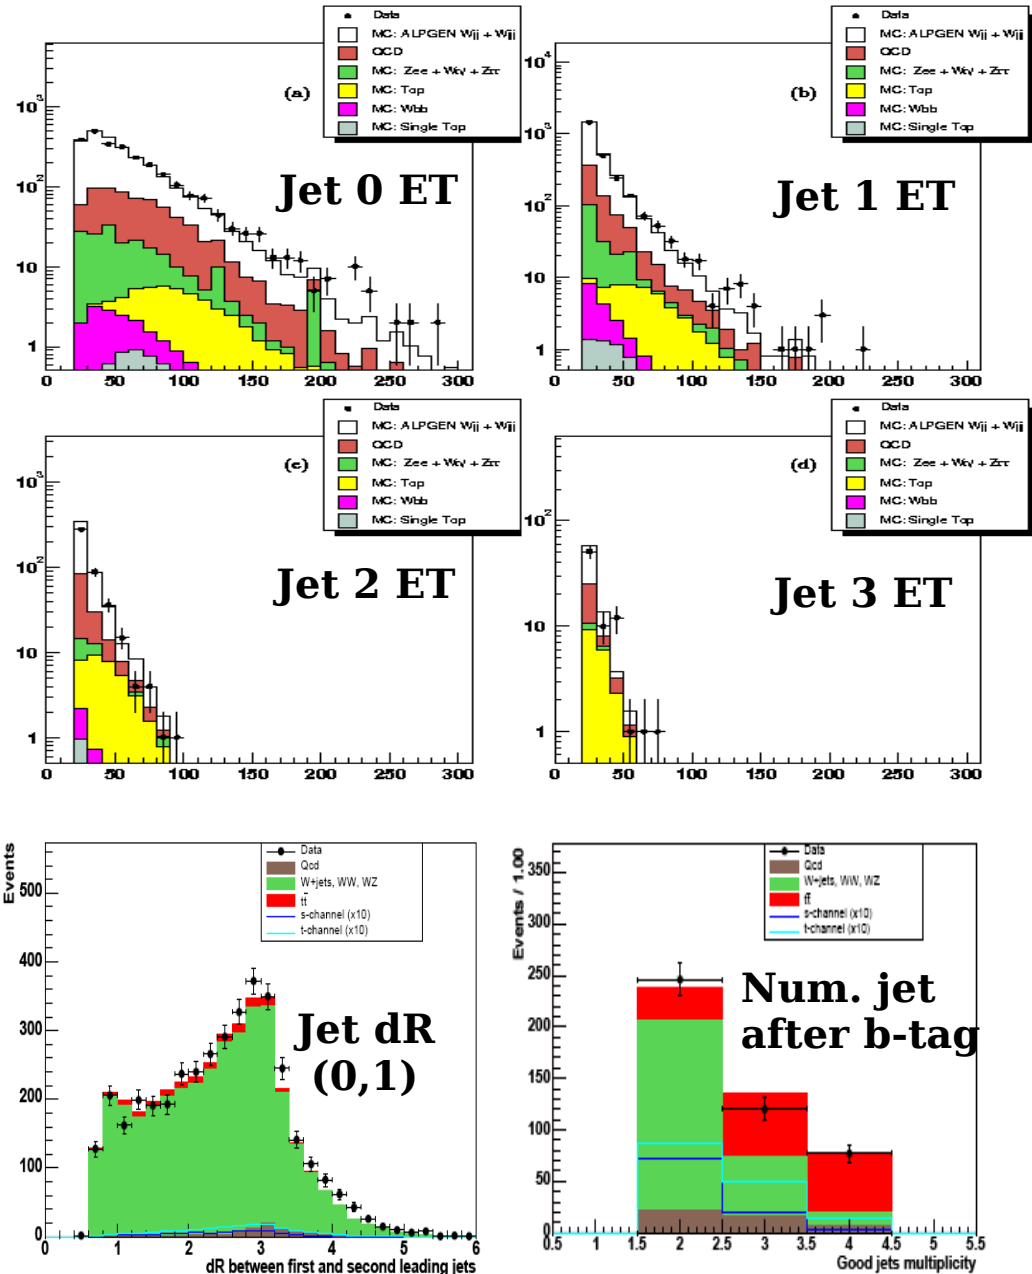 Data
MC: ALPGEN Wjj + Wjjj
QCD
MC: Zee + Wτν + Zττ
MC: Top
MC: Wbb
MC: Single Top
(a)
Jet 0 ET
10³
10²
10
1
0 50 100 150 200 250 300
Data
MC: ALPGEN Wjj + Wjjj
QCD
MC: Zee + Wτν + Zττ
MC: Top
MC: Wbb
MC: Single Top
(b)
Jet 1 ET
10⁴
10³
10²
10
1
0 50 100 150 200 250 300
Data
MC: ALPGEN Wjj + Wjjj
QCD
MC: Zee + Wτν + Zττ
MC: Top
MC: Wbb
MC: Single Top
(c)
Jet 2 ET
10³
10²
10
1
0 50 100 150 200 250 300
Data
MC: ALPGEN Wjj + Wjjj
QCD
MC: Zee + Wτν + Zττ
MC: Top
MC: Wbb
MC: Single Top
(d)
Jet 3 ET
10²
10
1
0 50 100 150 200 250 300
Events
Data
Qcd
W+jets, WW, WZ
tt̄
s-channel (x10)
t-channel (x10)
Jet dR
(0,1)
500
400
300
200
100
0
1 2 3 4 5 6
dR between first and second leading jets
Events / 1.00
Data
Qcd
W+jets, WW, WZ
tt̄
s-channel (x10)
t-channel (x10)
Num. jet
after b-tag
350
300
250
200
150
100
50
0
0.5 1 1.5 2 2.5 3 3.5 4 4.5 5 5.5
Good jets multiplicity